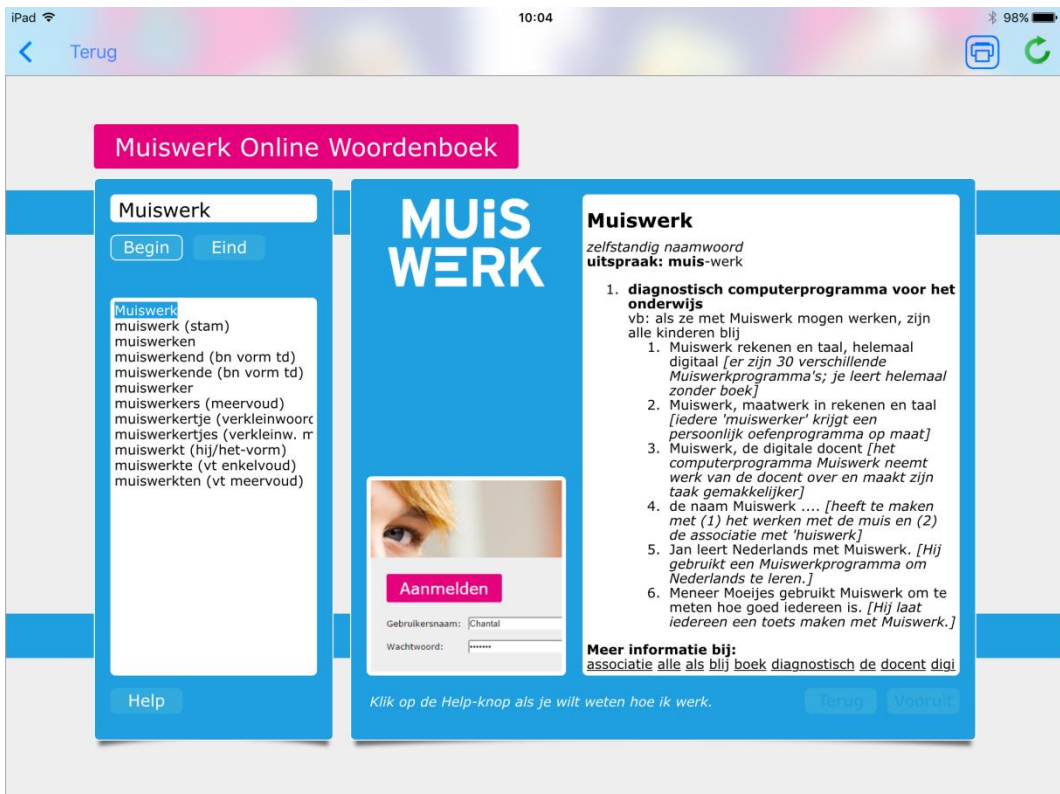 iPad 10:04 98%
Terug
Muiswerk Online Woordenboek
Muiswerk
Begin Eind
Muiswerk
muiswerk (stam)
muiswerken
muiswerkend (bn vorm td)
muiswerkende (bn vorm td)
muiswerker
muiswerkers (meervoud)
muiswerkertje (verkleinwoord
muiswerkertjes (verkleinw. m
muiswerkt (hij/het-vorm)
muiswerkte (vt enkelvoud)
muiswerkten (vt meervoud)
Help
MUiS
WERK
Aanmelden
Gebruikersnaam: Chantal
Wachtwoord: •••••••
Muiswerk
zelfstandig naamwoord
uitspraak: muis-werk
1. diagnostisch computerprogramma voor het
onderwijs
vb: als ze met Muiswerk mogen werken, zijn
alle kinderen blij
1. Muiswerk rekenen en taal, helemaal
digitaal [er zijn 30 verschillende
Muiswerkprogramma's; je leert helemaal
zonder boek]
2. Muiswerk, maatwerk in rekenen en taal
[iedere 'muiswerker' krijgt een
persoonlijk oefenprogramma op maat]
3. Muiswerk, de digitale docent [het
computerprogramma Muiswerk neemt
werk van de docent over en maakt zijn
taak gemakkelijker]
4. de naam Muiswerk .... [heeft te maken
met (1) het werken met de muis en (2)
de associatie met 'huiswerk]
5. Jan leert Nederlands met Muiswerk. [Hij
gebruikt een Muiswerkprogramma om
Nederlands te leren.]
6. Meneer Moeijes gebruikt Muiswerk om te
meten hoe goed iedereen is. [Hij laat
iedereen een toets maken met Muiswerk.]
Meer informatie bij:
associatie alle als blij boek diagnostisch de docent digi
Klik op de Help-knop als je wilt weten hoe ik werk.
Terug Vooruit